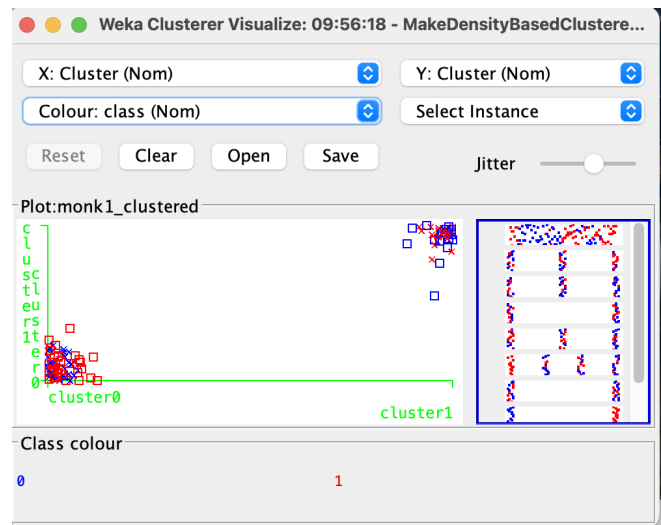 Weka Clusterer Visualize: 09:56:18 - MakeDensityBasedClustere...
X: Cluster (Nom)
Y: Cluster (Nom)
Colour: class (Nom)
Select Instance
Reset
Clear
Open
Save
Jitter
Plot:monk1_clustered
cluster1
cluster0
cluster0
cluster1
Class colour
0
1